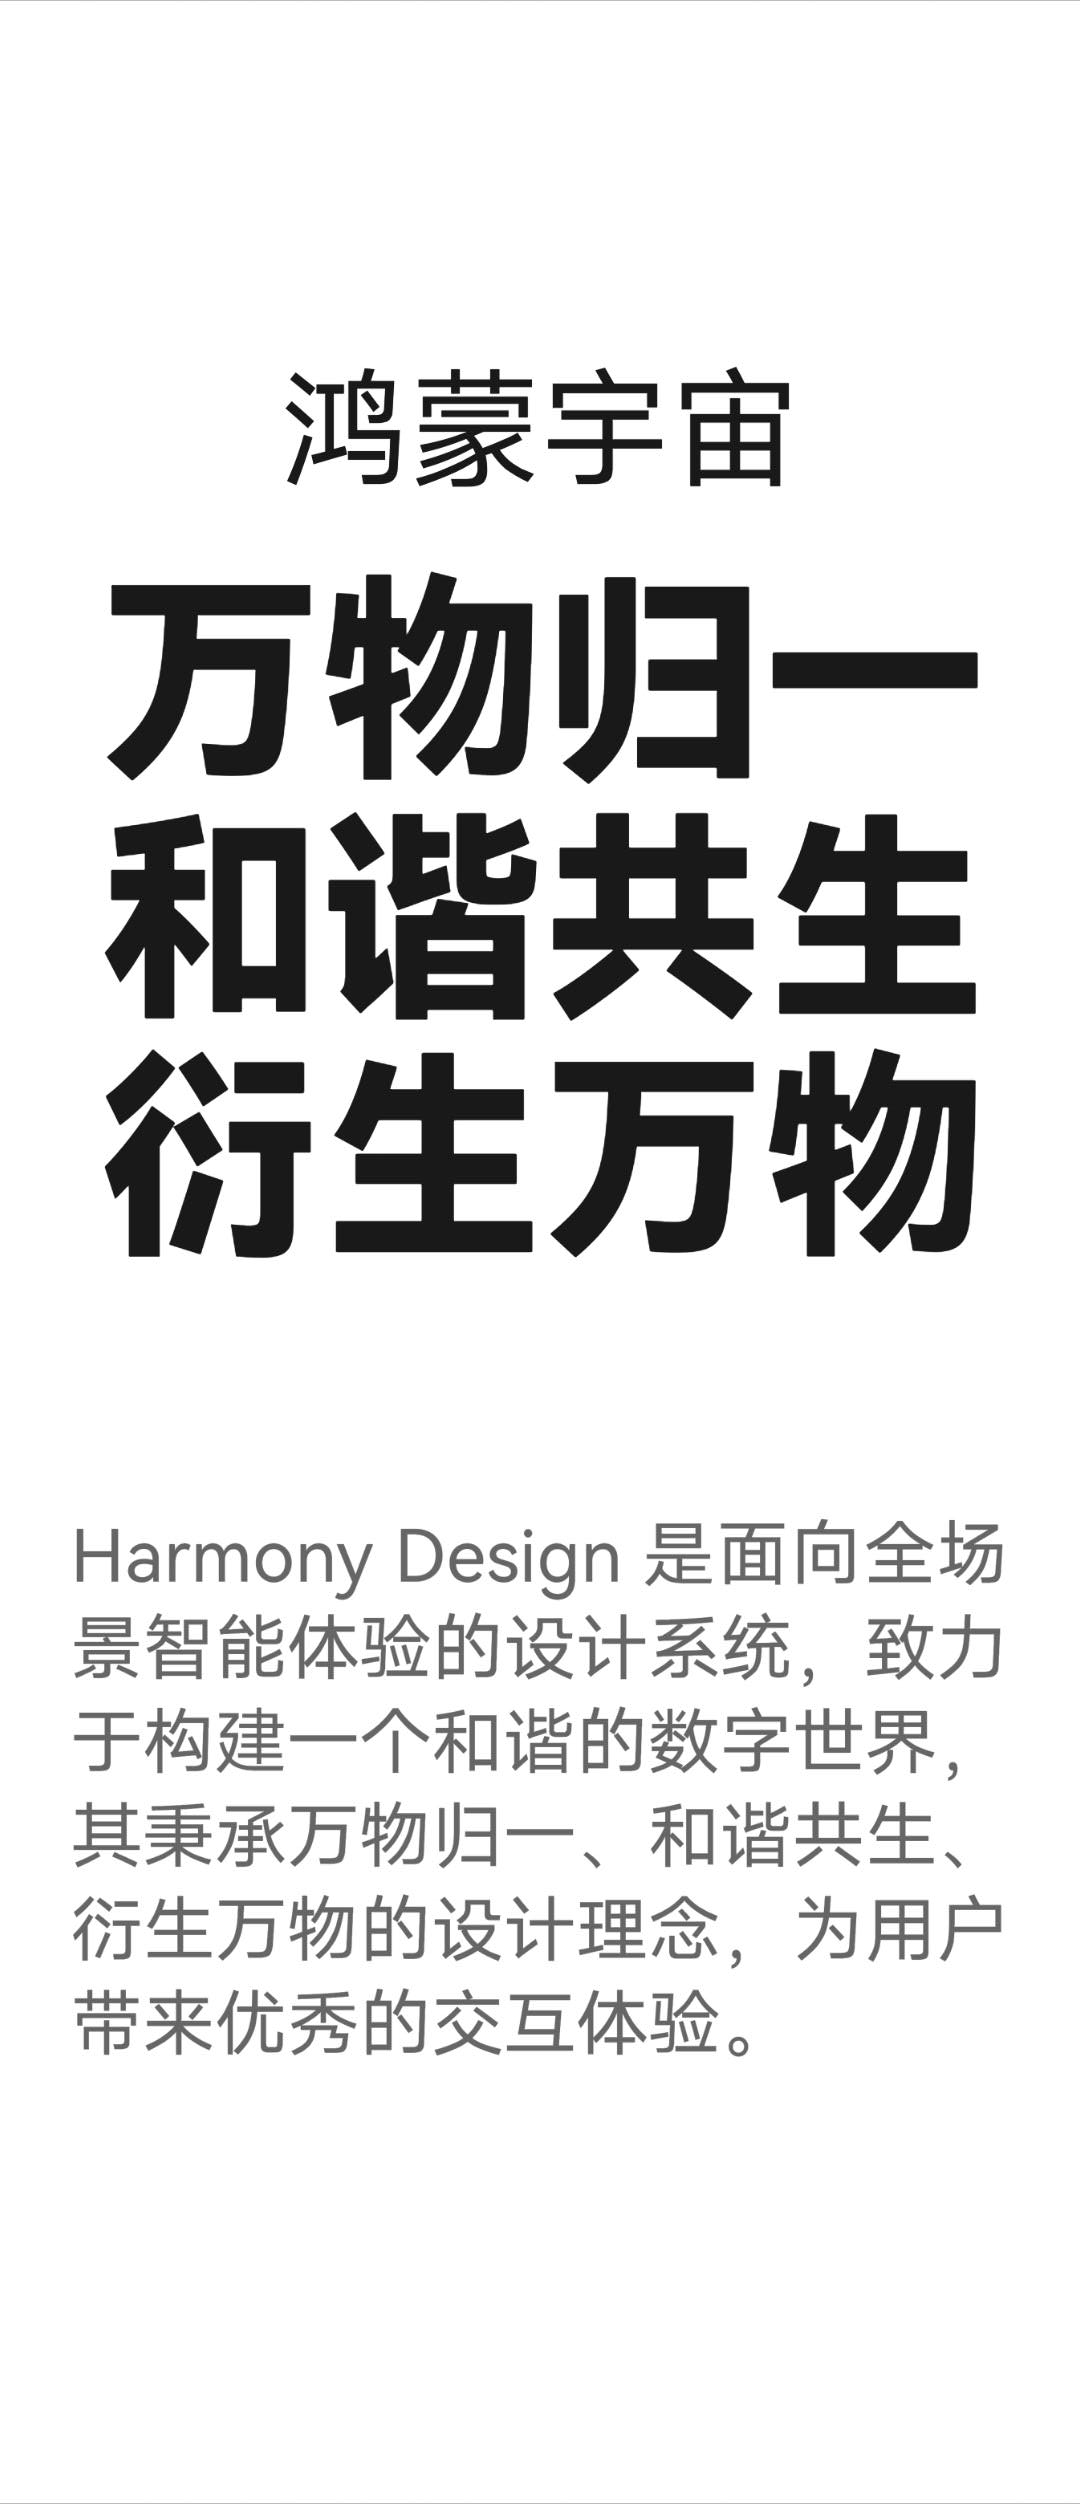 鸿蒙宇宙
万物归一
和谐共生
衍生万物
HarmonyDesign 是面向全场
景智能体验的设计系统，致力
于构建一个和谐的数字世界，
其秉承万物归一、和谐共生、
衍生万物的设计理念，为用户
带来优秀的交互体验。